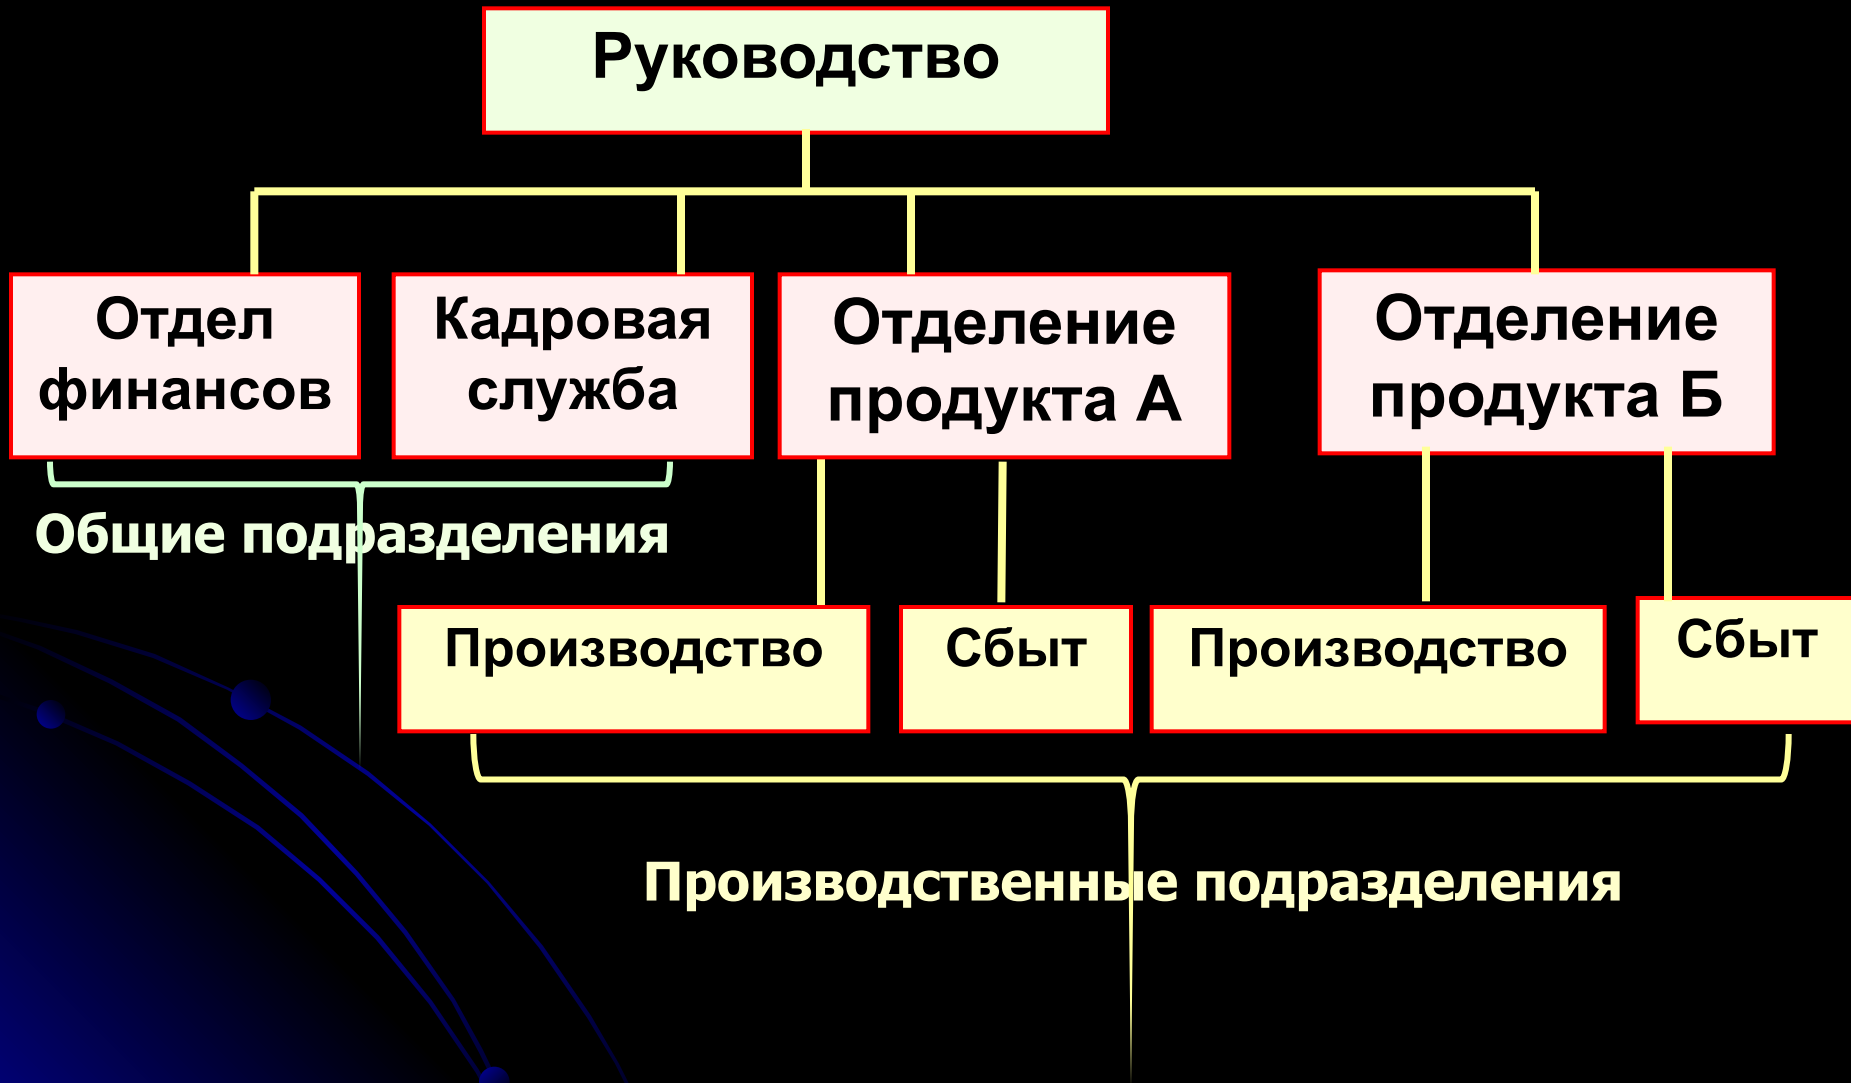 Руководство
Отдел
финансов
Кадровая
служба
Отделение
продукта А
Отделение
продукта Б
Общие подразделения
Производство
Сбыт
Производство
Сбыт
Производственные подразделения